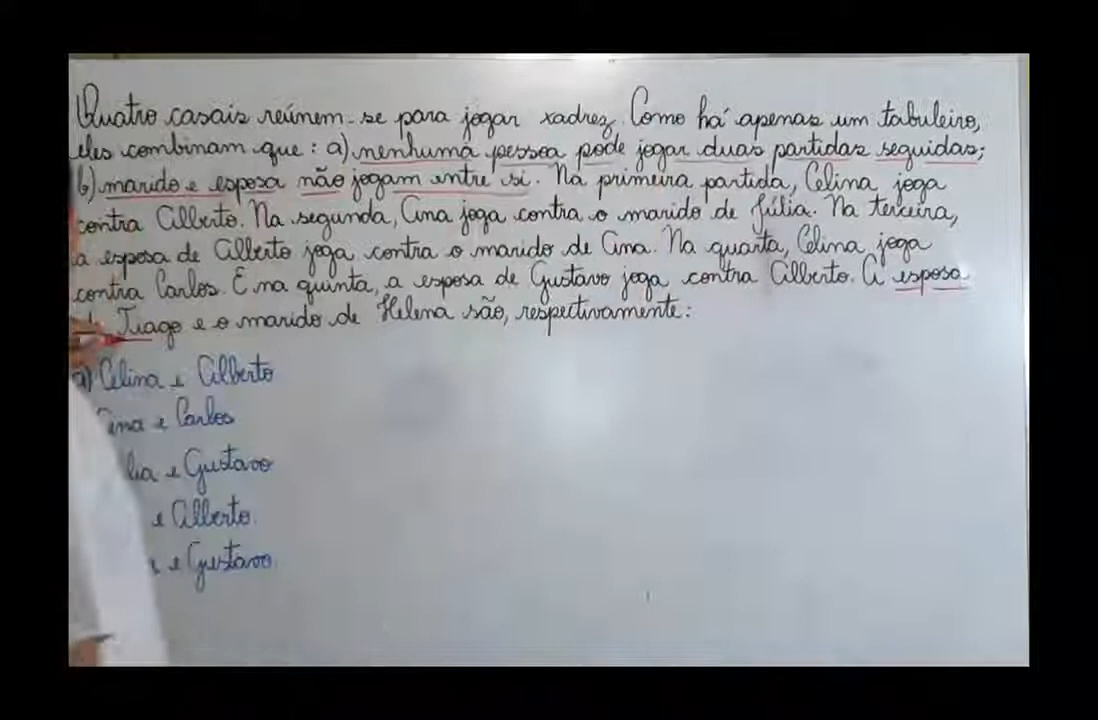 Quatro casais reúnem-se para jogar xadrez. Como há apenas um tabuleiro,
eles combinam que: a) nenhuma pessoa pode jogar duas partidas seguidas;
b) marido e esposa não jogam entre si. Na primeira partida, Celina joga
contra Alberto. Na segunda, Ana joga contra o marido de Júlia. Na terceira,
a esposa de Alberto joga contra o marido de Ana. Na quarta, Celina joga
contra Carlos. E na quinta, a esposa de Gustavo joga contra Alberto. A esposa
Tiago e o marido de Helena são, respectivamente:
a) Celina e Alberto
Ana e Carlos
lia e Gustavo
e Alberto
e Gustavo